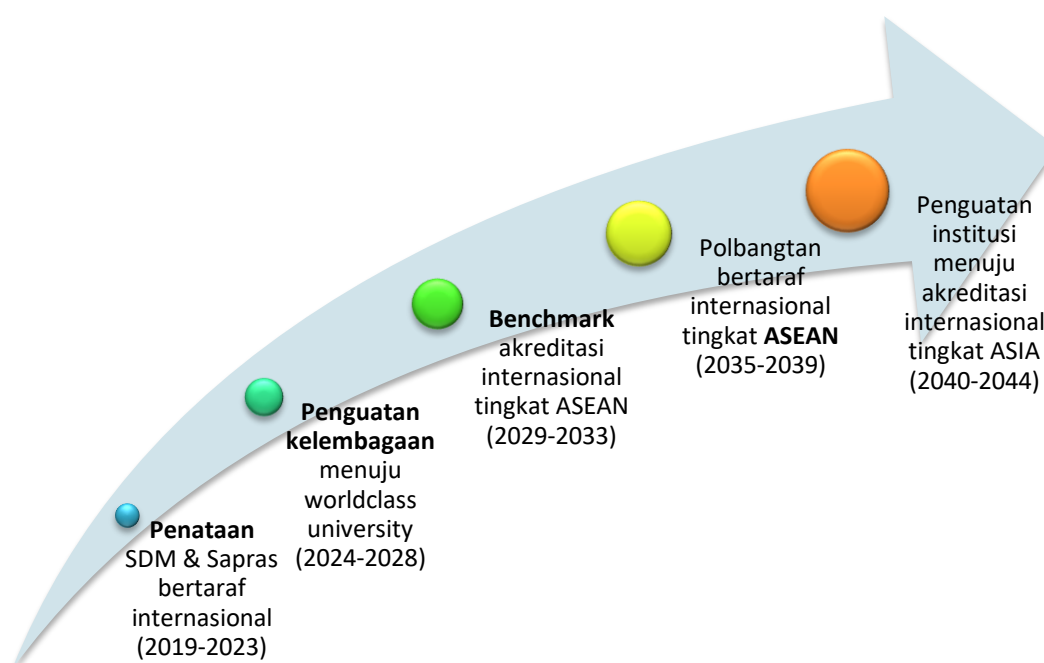 Penataan
SDM & Sapras
bertaraf
internasional
(2019-2023)
Penguatan
kelembagaan
menuju
worldclass
university
(2024-2028)
Benchmark
akreditasi
internasional
tingkat ASEAN
(2029-2033)
Polbangtan
bertaraf
internasional
tingkat ASEAN
(2035-2039)
Penguatan
institusi
menuju
akreditasi
internasional
tingkat ASIA
(2040-2044)